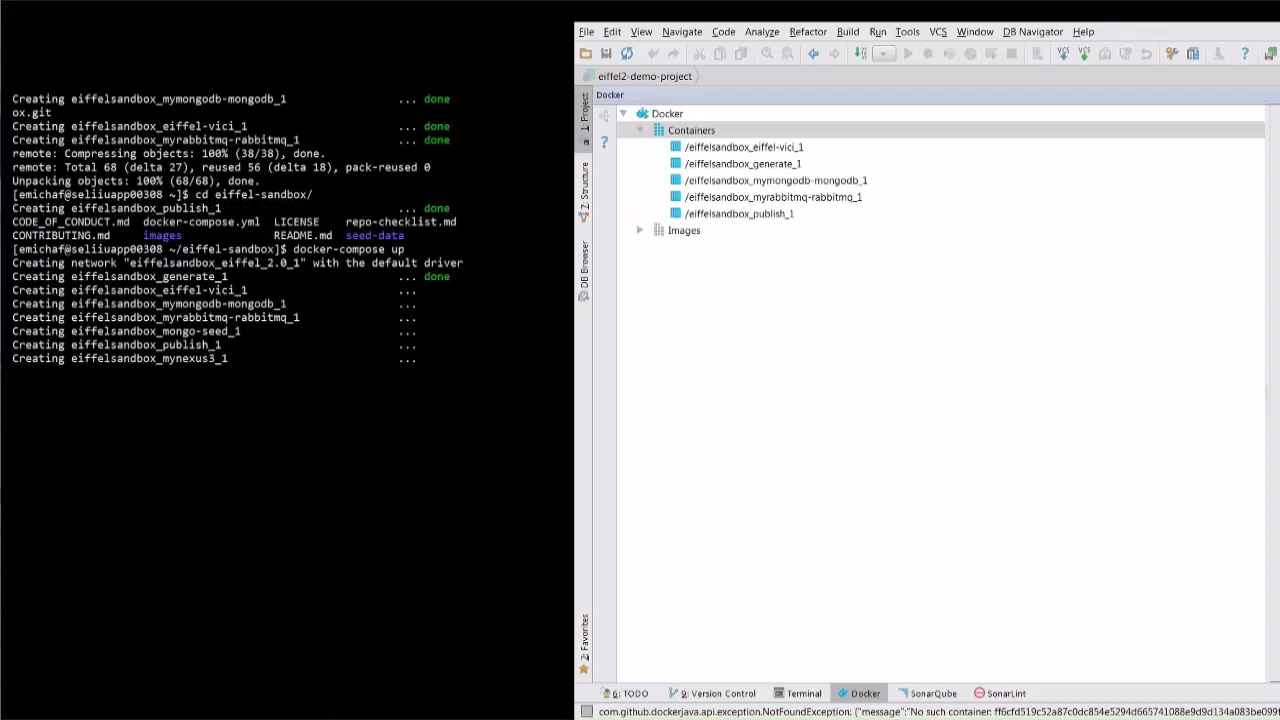 Creating eiffelsandbox_mymongodb-mongodb_1 ... done
ox.git
Creating eiffelsandbox_eiffel-vici_1 ... done
Creating eiffelsandbox_myrabbitmq-rabbitmq_1 ... done
remote: Compressing objects: 100% (38/38), done.
remote: Total 68 (delta 27), reused 56 (delta 18), pack-reused 0
Unpacking objects: 100% (68/68), done.
[emichaf@seliiuapp00308 ~]$ cd eiffel-sandbox/
Creating eiffelsandbox_publish_1 ... done
CODE_OF_CONDUCT.md docker-compose.yml LICENSE repo-checklist.md
CONTRIBUTING.md images README.md seed-data
[emichaf@seliiuapp00308 ~/eiffel-sandbox]$ docker-compose up
Creating network "eiffelsandbox_eiffel_2.0_1" with the default driver
Creating eiffelsandbox_generate_1 ... done
Creating eiffelsandbox_eiffel-vici_1 ...
Creating eiffelsandbox_mymongodb-mongodb_1 ...
Creating eiffelsandbox_myrabbitmq-rabbitmq_1 ...
Creating eiffelsandbox_mongo-seed_1 ...
Creating eiffelsandbox_publish_1 ...
Creating eiffelsandbox_mynexus3_1 ...
File Edit View Navigate Code Analyze Refactor Build Run Tools VCS Window DB Navigator Help
VCS VCS
eiffel2-demo-project
Docker
1: Project
Z: Structure
DB Browser
2: Favorites
Docker
Containers
/eiffelsandbox_eiffel-vici_1
/eiffelsandbox_generate_1
/eiffelsandbox_mymongodb-mongodb_1
/eiffelsandbox_myrabbitmq-rabbitmq_1
/eiffelsandbox_publish_1
Images
6: TODO 9: Version Control Terminal Docker SonarQube SonarLint
com.github.dockerjava.api.exception.NotFoundException: {"message":"No such container: ff6cfd519c52a87c0dc854e5294d665741088e9d9d134a083be099